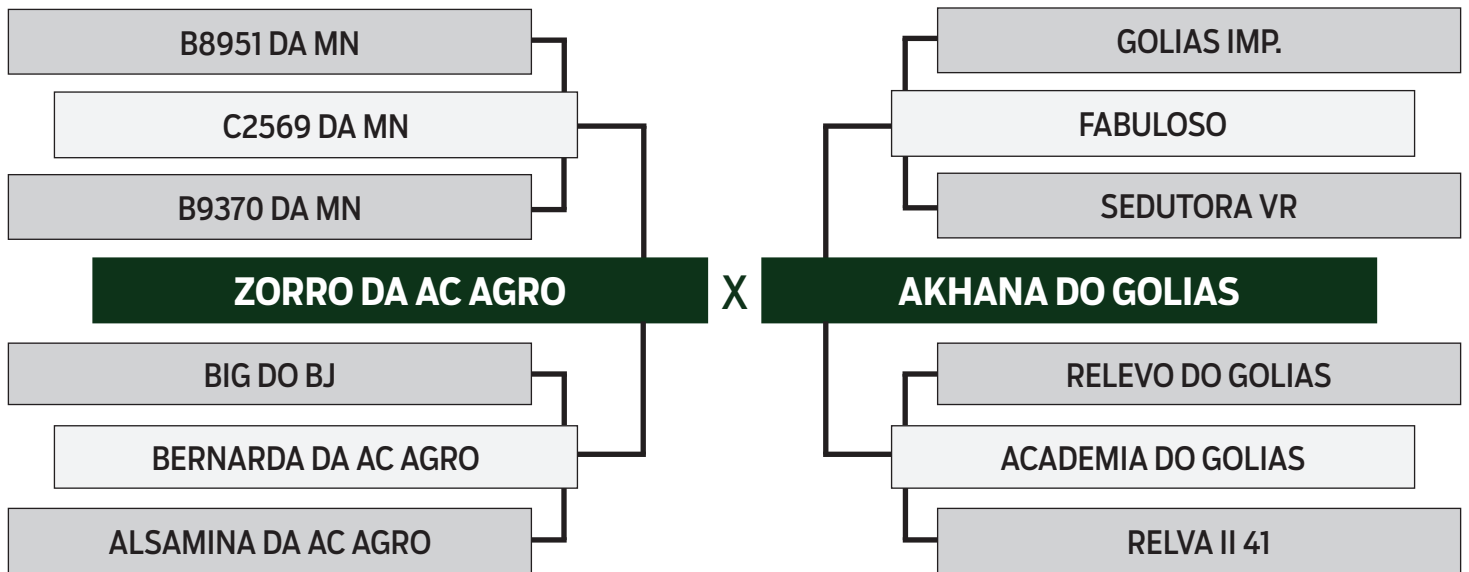 B8951 DA MN
GOLIAS IMP.
C2569 DA MN
FABULOSO
B9370 DA MN
SEDUTORA VR
ZORRO DA AC AGRO X AKHANA DO GOLIAS
BIG DO BJ
RELEVO DO GOLIAS
BERNARDA DA AC AGRO
ACADEMIA DO GOLIAS
ALSAMINA DA AC AGRO
RELVA II 41